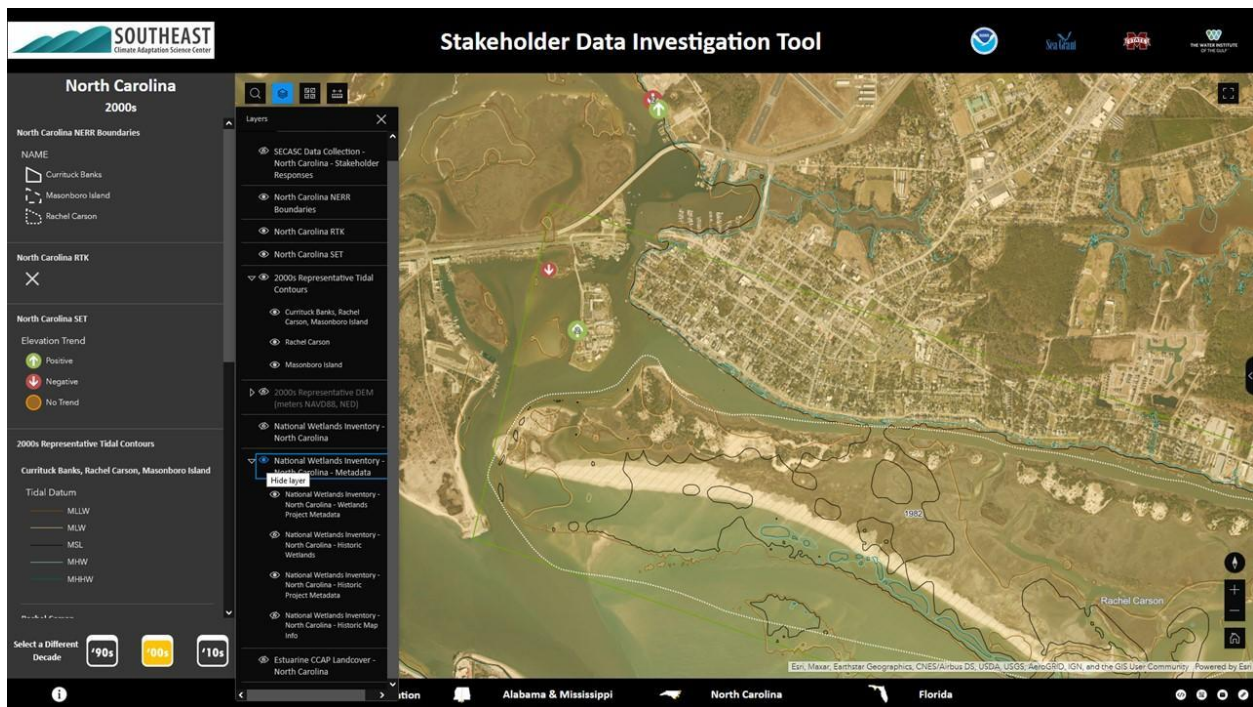 SOUTHEAST
Climate Adaptation Science Center
Stakeholder Data Investigation Tool
NOAA
Sea Grant
STATE
THE WATER INSTITUTE
OF THE GULF
North Carolina
2000s
North Carolina NERR Boundaries
NAME
Currituck Banks
Masonboro Island
Rachel Carson
North Carolina RTK
North Carolina SET
Elevation Trend
Positive
Negative
No Trend
2000s Representative Tidal Contours
Currituck Banks, Rachel Carson, Masonboro Island
Tidal Datum
MLLW
MLW
MSL
MHW
MHHW
Rachel Carson
Select a Different
Decade
'90s
'00s
'10s
Layers
SECASC Data Collection -
North Carolina - Stakeholder
Responses
North Carolina NERR
Boundaries
North Carolina RTK
North Carolina SET
2000s Representative Tidal
Contours
Currituck Banks, Rachel
Carson, Masonboro Island
Rachel Carson
Masonboro Island
2000s Representative DEM
(meters NAVD88, NED)
National Wetlands Inventory -
North Carolina
National Wetlands Inventory -
North Carolina - Metadata
Hide layer
National Wetlands Inventory -
North Carolina - Wetlands
Project Metadata
National Wetlands Inventory -
North Carolina - Historic
Wetlands
National Wetlands Inventory -
North Carolina - Historic
Project Metadata
National Wetlands Inventory -
North Carolina - Historic Map
Info
Estuarine CCAP Landcover -
North Carolina
1982
Rachel Carson
Esri, Maxar, Earthstar Geographics, CNES/Airbus DS, USDA, USGS, AeroGRID, IGN, and the GIS User Community
Powered by Esri
ation
Alabama & Mississippi
North Carolina
Florida